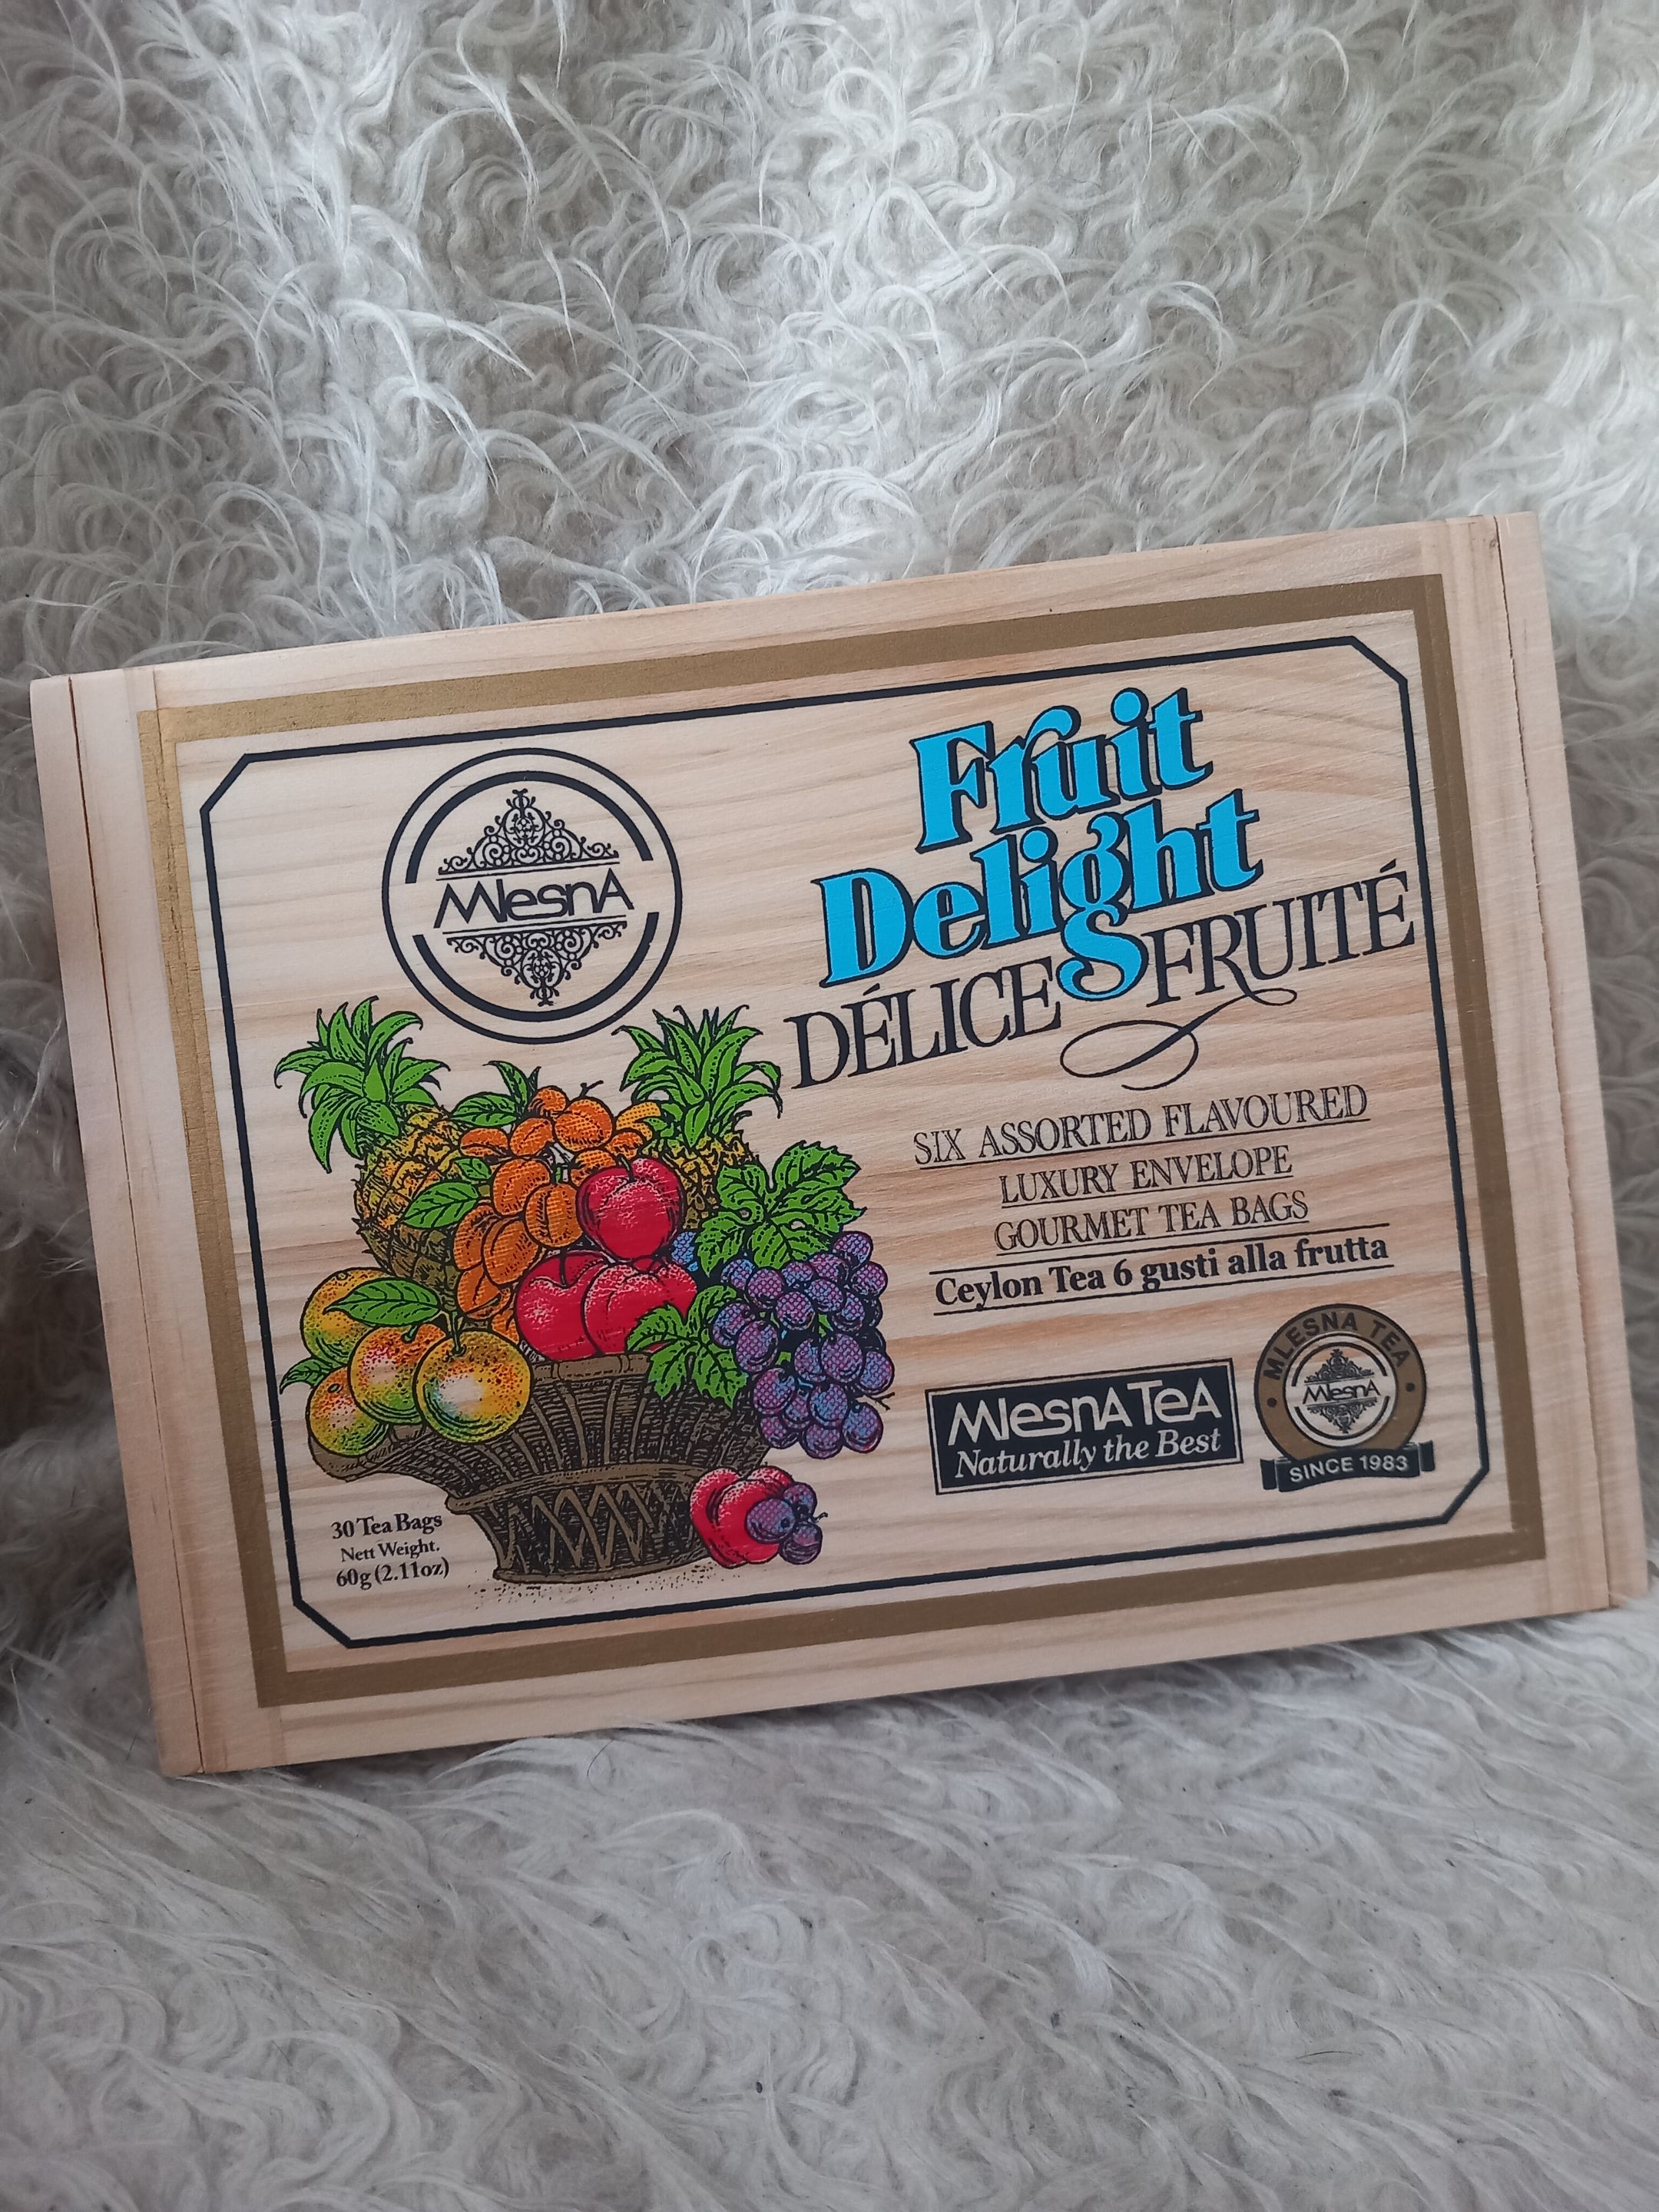 MlesnA
Fruit
Delight
DÉLICES FRUITÉ
SIX ASSORTED FLAVOURED
LUXURY ENVELOPE
GOURMET TEA BAGS
Ceylon Tea 6 gusti alla frutta
MlesnA TeA
Naturally the Best
MLESNA TEA
MlesnA
SINCE 1983
30 Tea Bags
Nett Weight.
60g (2.11oz)